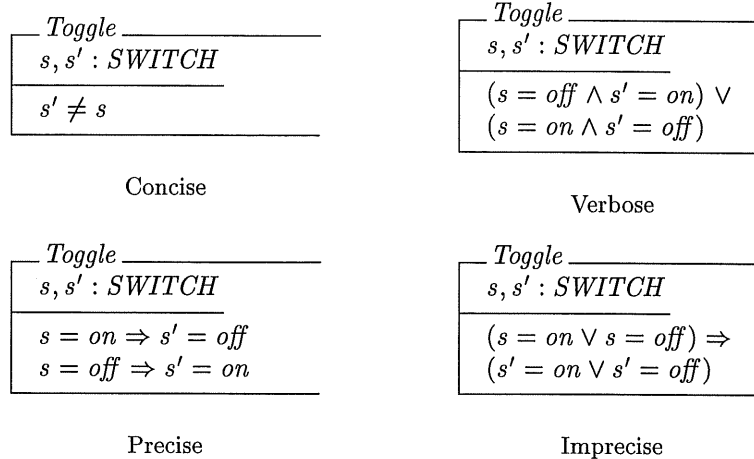 Toggle
s, s′ : SWITCH
s′ ≠ s
Concise
Toggle
s, s′ : SWITCH
(s = off ∧ s′ = on) ∨
(s = on ∧ s′ = off)
Verbose
Toggle
s, s′ : SWITCH
s = on ⇒ s′ = off
s = off ⇒ s′ = on
Precise
Toggle
s, s′ : SWITCH
(s = on ∨ s = off) ⇒
(s′ = on ∨ s′ = off)
Imprecise